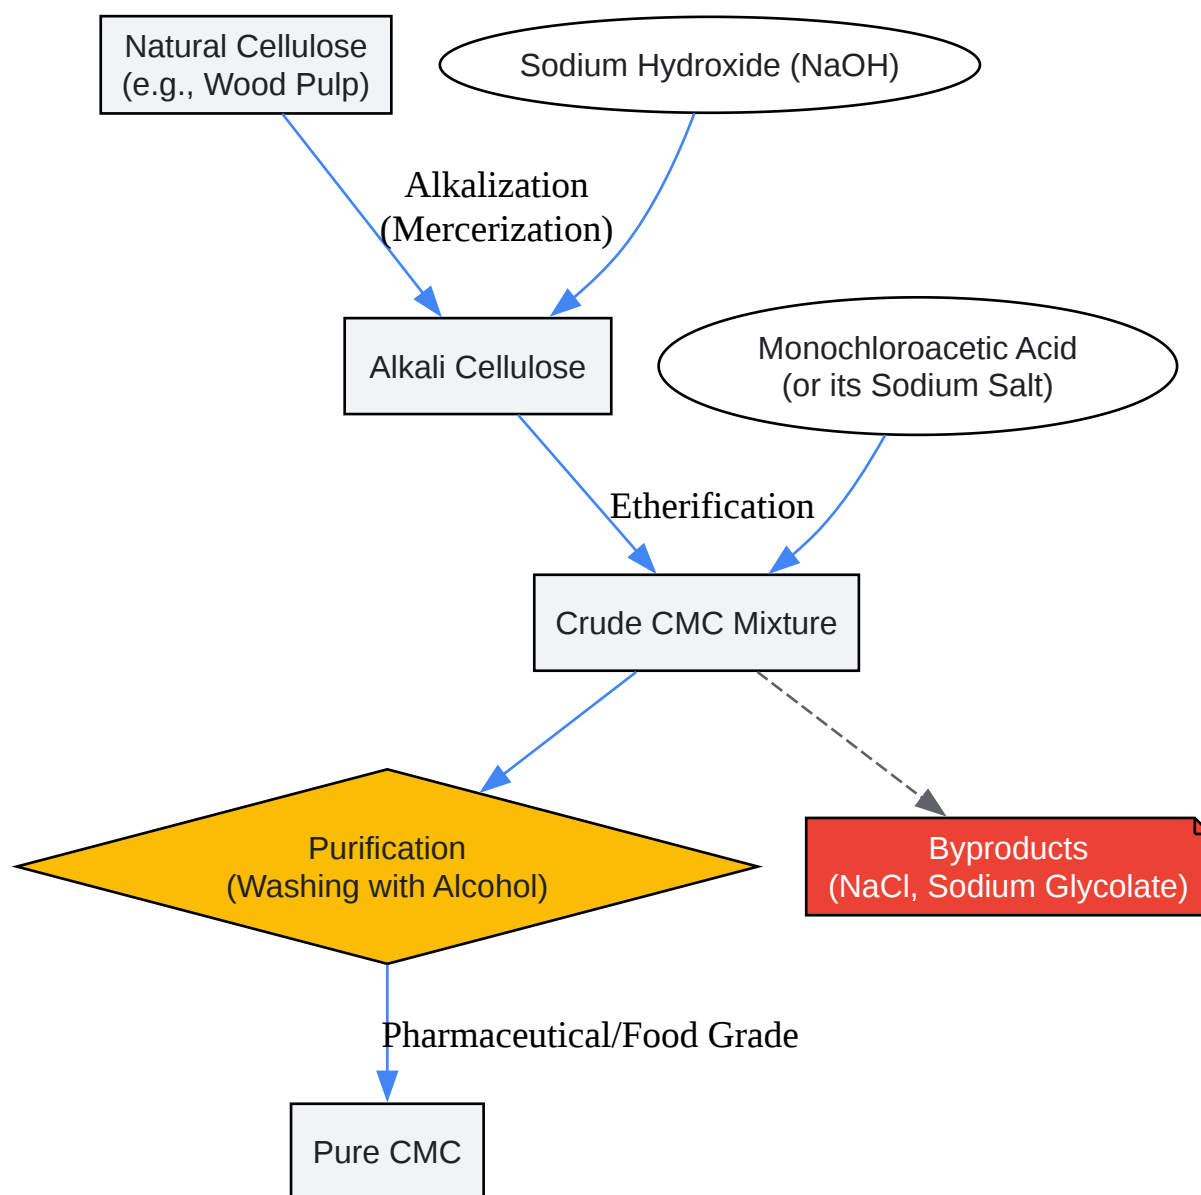 Natural Cellulose
(e.g., Wood Pulp)
Sodium Hydroxide (NaOH)
Alkalization
(Mercerization)
Alkali Cellulose
Monochloroacetic Acid
(or its Sodium Salt)
Etherification
Crude CMC Mixture
Purification
(Washing with Alcohol)
Byproducts
(NaCl, Sodium Glycolate)
Pharmaceutical/Food Grade
Pure CMC